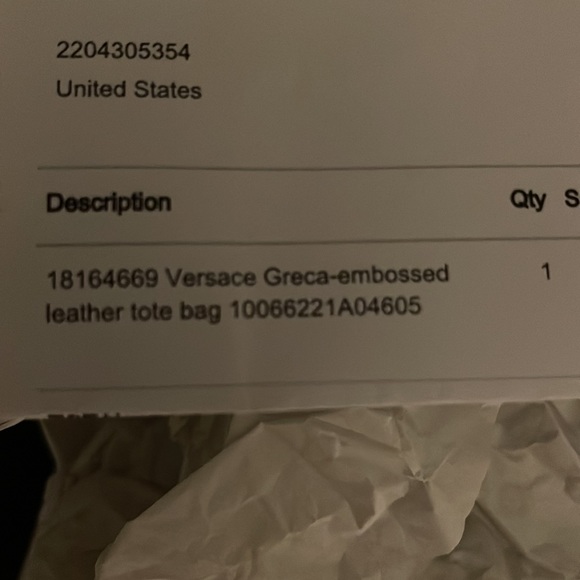 2204305354
United States
Description Qty S
18164669 Versace Greca-embossed 1
leather tote bag 10066221A04605